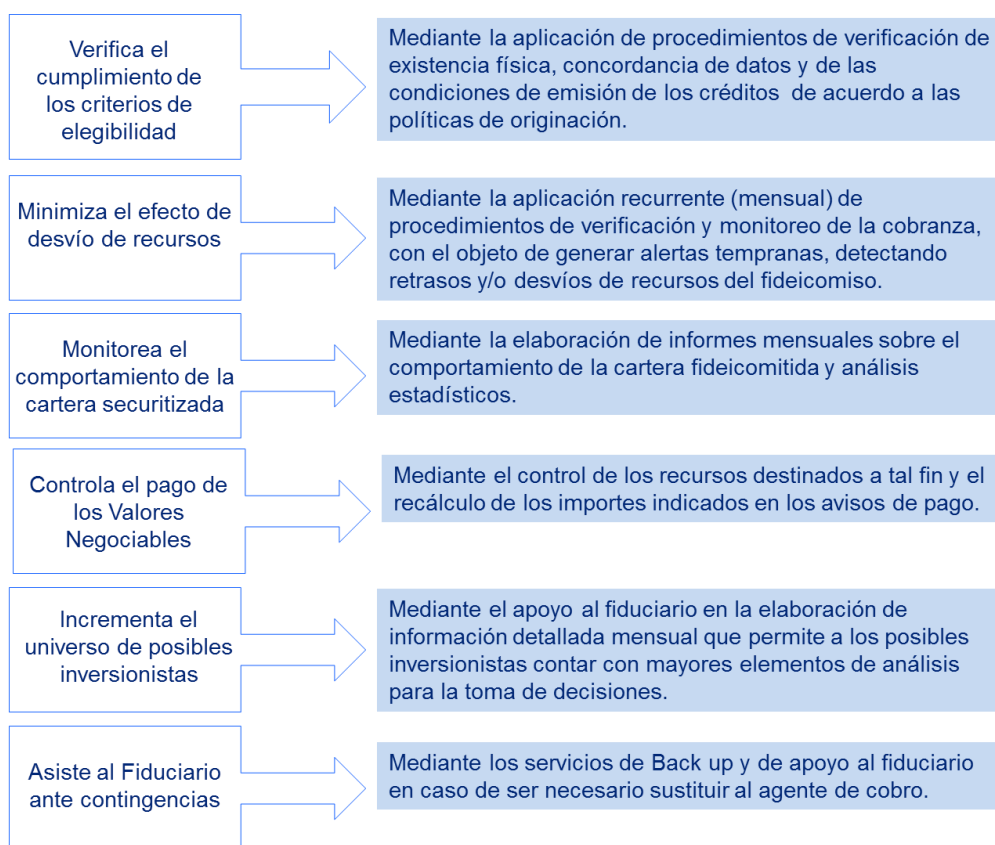 Verifica el
cumplimiento de
los criterios de
elegibilidad
Mediante la aplicación de procedimientos de verificación de
existencia física, concordancia de datos y de las
condiciones de emisión de los créditos de acuerdo a las
políticas de originación.
Minimiza el efecto de
desvío de recursos
Mediante la aplicación recurrente (mensual) de
procedimientos de verificación y monitoreo de la cobranza,
con el objeto de generar alertas tempranas, detectando
retrasos y/o desvíos de recursos del fideicomiso.
Monitorea el
comportamiento de la
cartera securitizada
Mediante la elaboración de informes mensuales sobre el
comportamiento de la cartera fideicomitida y análisis
estadísticos.
Controla el pago de
los Valores
Negociables
Mediante el control de los recursos destinados a tal fin y el
recálculo de los importes indicados en los avisos de pago.
Incrementa el
universo de posibles
inversionistas
Mediante el apoyo al fiduciario en la elaboración de
información detallada mensual que permite a los posibles
inversionistas contar con mayores elementos de análisis
para la toma de decisiones.
Asiste al Fiduciario
ante contingencias
Mediante los servicios de Back up y de apoyo al fiduciario
en caso de ser necesario sustituir al agente de cobro.